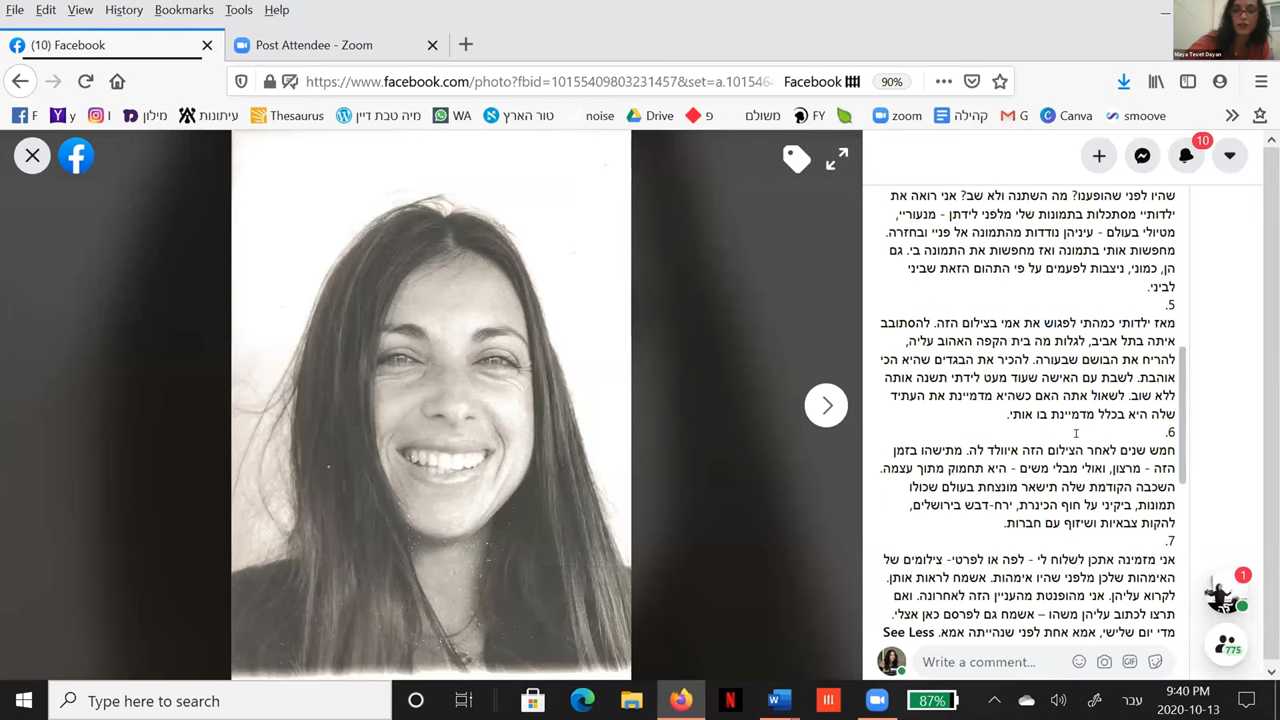 File Edit View History Bookmarks Tools Help
(10) Facebook
Post Attendee - Zoom
Maya Tevet Dayan
https://www.facebook.com/photo?fbid=10155409803231457&set=a.101546
Facebook
90%
F
y
I
מילון
עיתונות
Thesaurus
מיה טבת דיין
WA
טור הארץ
noise
Drive
פ
משולם
FY
zoom
קהילה
G
Canva
smoove
10
שהיו לפני שהופענו? מה השתנה ולא שב? אני רואה את
ילדותיי מסתכלות בתמונות שלי מלפני לידתן - מנעוריי,
מטיולי בעולם - עיניהן נודדות מהתמונה אל פניי ובחזרה.
מחפשות אותי בתמונה ואז מחפשות את התמונה בי. גם
הן, כמוני, ניצבות לפעמים על פי התהום הזאת שביני
לביני.
5.
מאז ילדותי כמהתי לפגוש את אמי בצילום הזה. להסתובב
איתה בתל אביב, לגלות מה בית הקפה האהוב עליה,
להריח את הבושם שבעורה. להכיר את הבגדים שהיא הכי
אוהבת. לשבת עם האישה שעוד מעט לידתי תשנה אותה
ללא שוב. לשאול אתה האם כשהיא מדמיינת את העתיד
שלה היא בכלל מדמיינת בו אותי.
6.
חמש שנים לאחר הצילום הזה איוולד לה. מתישהו בזמן
הזה - מרצון, ואולי מבלי משים - היא תחמוק מתוך עצמה.
השכבה הקודמת שלה תישאר מונצחת בעולם שכולו
תמונות, ביקיני על חוף הכינרת, ירח-דבש בירושלים,
להקות צבאיות ושיזוף עם חברות.
7.
אני מזמינה אתכן לשלוח לי - לפה או לפרטי- צילומים של
האימהות שלכן מלפני שהיו אימהות. אשמח לראות אותן.
לקרוא עליהן. אני מהופנטת מהעניין הזה לאחרונה. ואם
תרצו לכתוב עליהן משהו – אשמח גם לפרסם כאן אצלי.
מדי יום שלישי, אמא אחת לפני שנהייתה אמא. See Less
1
775
Write a comment...
GIF
Type here to search
87%
עבר
9:40 PM
2020-10-13